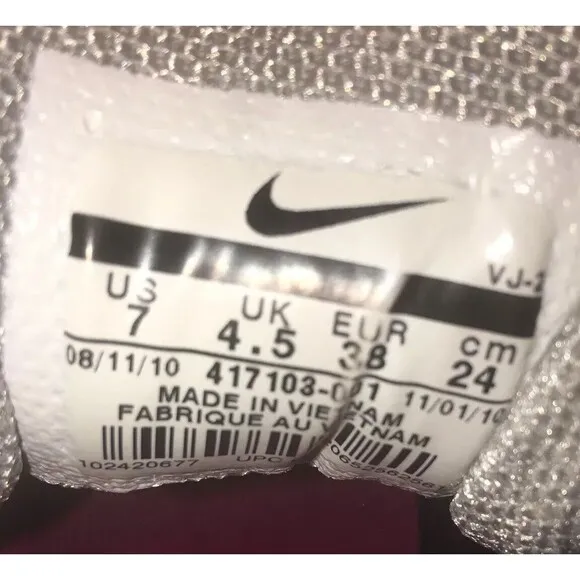 VJ-2
US UK EUR cm
7 4.5 38 24
08/11/10 417103-001 11/01/10
MADE IN VIETNAM
FABRIQUE AU VIETNAM
102420677 UPC